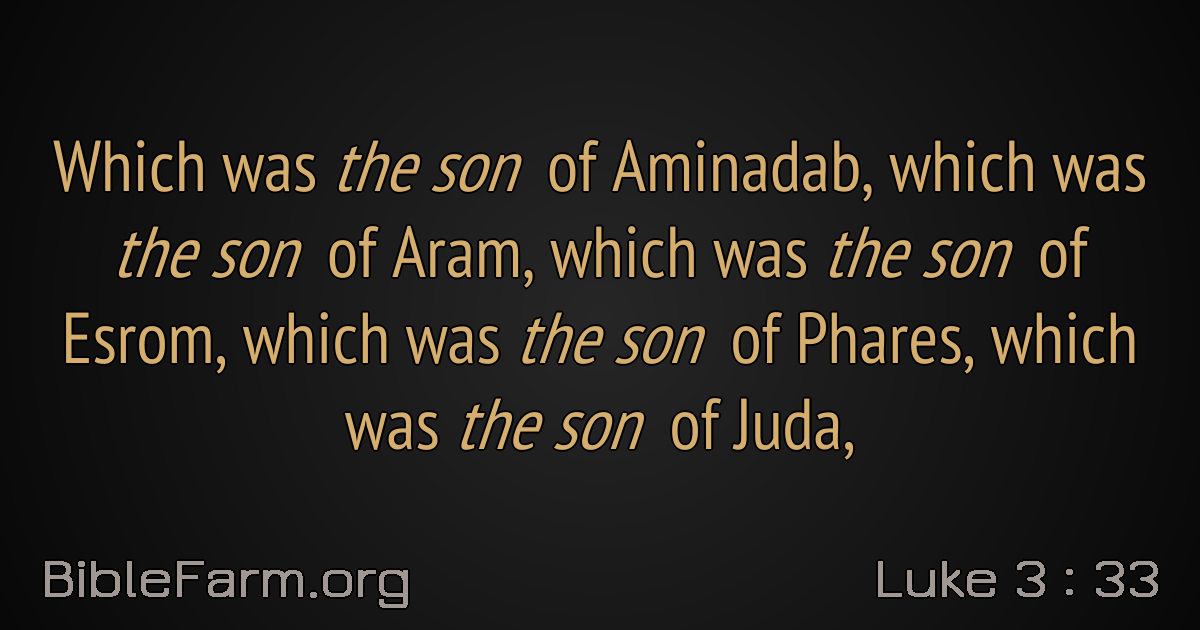 Which was the son of Aminadab, which was
the son of Aram, which was the son of
Esrom, which was the son of Phares, which
was the son of Juda,
BibleFarm.org
Luke 3 : 33